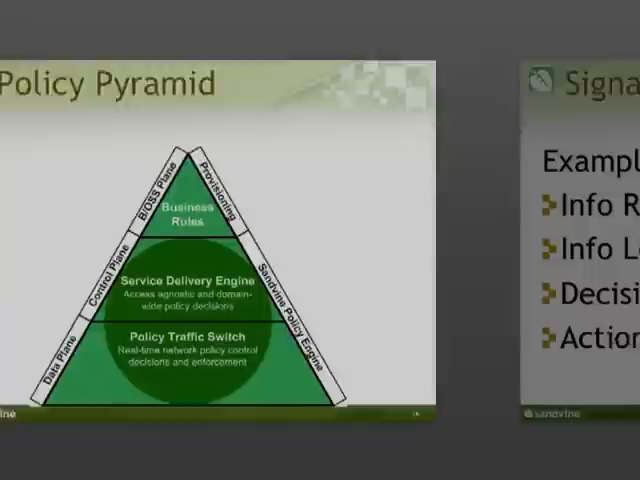 Policy Pyramid
B/OSS Plane
Provisioning
Business
Rules
Control Plane
Service Delivery Engine
Access agnostic and domain-
wide policy decisions
Sandvine Policy Engine
Data Plane
Policy Traffic Switch
Real-time network policy control
decisions and enforcement
ine
Signa
Exampl
Info R
Info L
Decisi
Action
sandvine